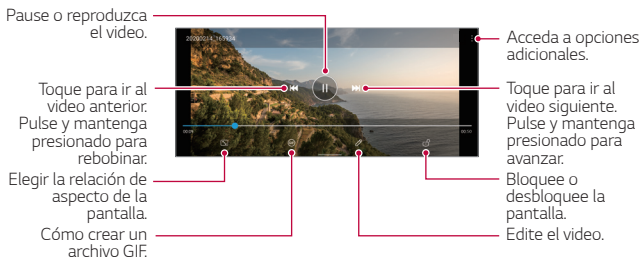 Pause o reproduzca
el video.
Toque para ir al
video anterior.
Pulse y mantenga
presionado para
rebobinar.
Elegir la relación de
aspecto de la
pantalla.
Cómo crear un
archivo GIF.
20200214_165934
00:09
00:30
Acceda a opciones
adicionales.
Toque para ir al
video siguiente.
Pulse y mantenga
presionado para
avanzar.
Bloquee o
desbloquee la
pantalla.
Edite el video.